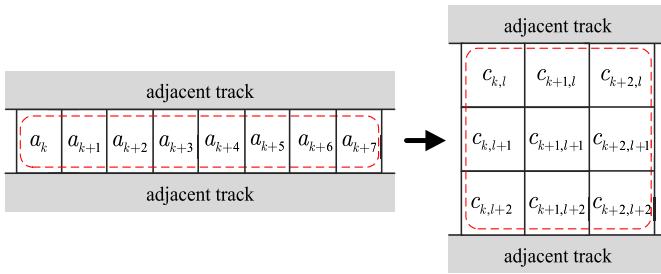 adjacent track
a_k a_{k+1} a_{k+2} a_{k+3} a_{k+4} a_{k+5} a_{k+6} a_{k+7}
adjacent track
adjacent track
c_{k,l} c_{k+1,l} c_{k+2,l}
c_{k,l+1} c_{k+1,l+1} c_{k+2,l+1}
c_{k,l+2} c_{k+1,l+2} c_{k+2,l+2}
adjacent track